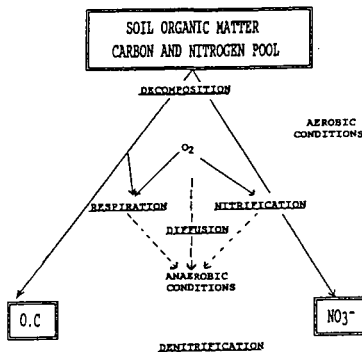 SOIL ORGANIC MATTER
CARBON AND NITROGEN POOL
DECOMPOSITION
AEROBIC
CONDITIONS
O2
RESPIRATION
NITRIFICATION
DIFFUSION
ANAEROBIC
CONDITIONS
O.C
NO3-
DENITRIFICATION